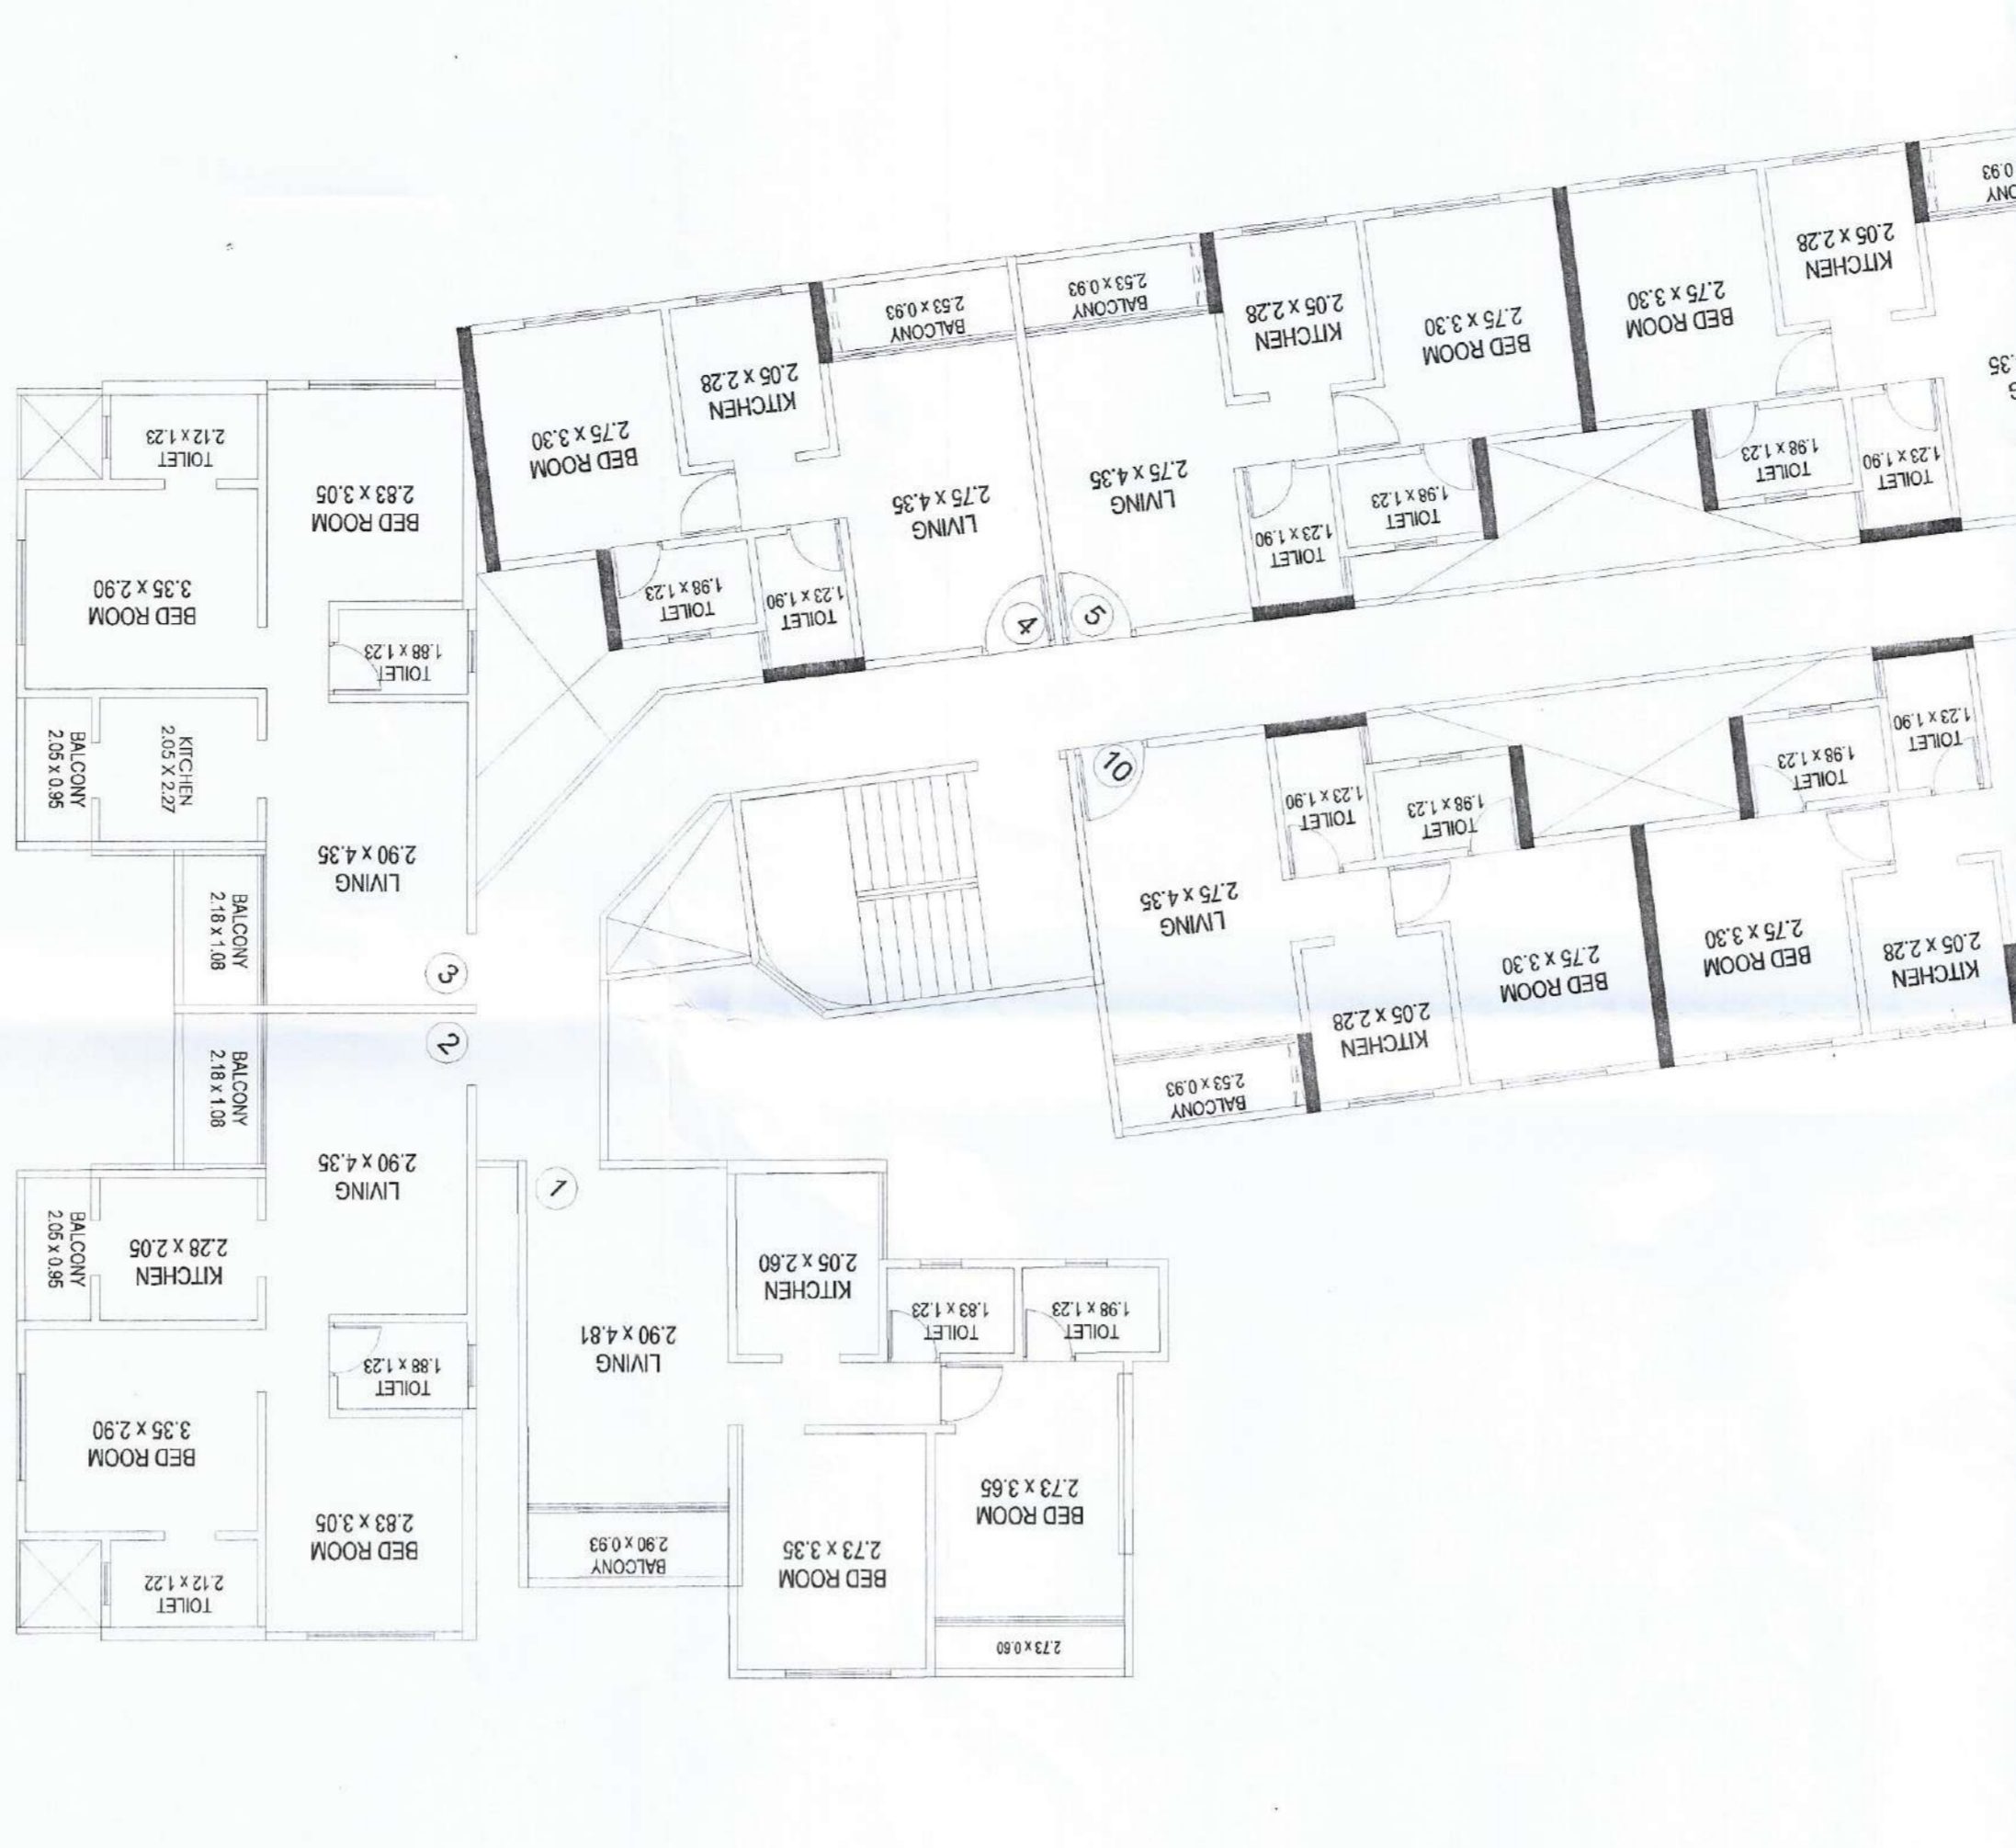 TOILET
2.12 x 1.23
BED ROOM
2.83 x 3.05
BED ROOM
3.35 x 2.90
TOILET
1.88 x 1.23
BALCONY
2.05 x 0.95
KITCHEN
2.05 X 2.27
LIVING
2.90 x 4.35
BALCONY
2.18 x 1.08
3
2
BALCONY
2.18 x 1.08
LIVING
2.90 x 4.35
BALCONY
2.05 x 0.95
KITCHEN
2.28 x 2.05
TOILET
1.88 x 1.23
BED ROOM
3.35 x 2.90
BED ROOM
2.83 x 3.05
TOILET
2.12 x 1.22
1
LIVING
2.90 x 4.81
KITCHEN
2.05 x 2.60
TOILET
1.83 x 1.23
TOILET
1.98 x 1.23
BED ROOM
2.73 x 3.65
BED ROOM
2.73 x 3.35
BALCONY
2.90 x 0.93
2.73 x 0.60
BED ROOM
2.75 x 3.30
KITCHEN
2.05 x 2.28
BALCONY
2.53 x 0.93
LIVING
2.75 x 4.35
TOILET
1.98 x 1.23
TOILET
1.23 x 1.90
4
5
BALCONY
2.53 x 0.93
LIVING
2.75 x 4.35
KITCHEN
2.05 x 2.28
BED ROOM
2.75 x 3.30
TOILET
1.23 x 1.90
TOILET
1.98 x 1.23
BED ROOM
2.75 x 3.30
KITCHEN
2.05 x 2.28
TOILET
1.98 x 1.23
TOILET
1.23 x 1.90
ONY
0.93
G
.35
10
LIVING
2.75 x 4.35
TOILET
1.23 x 1.90
TOILET
1.98 x 1.23
BED ROOM
2.75 x 3.30
KITCHEN
2.05 x 2.28
BALCONY
2.53 x 0.93
TOILET
1.98 x 1.23
TOILET
1.23 x 1.90
BED ROOM
2.75 x 3.30
KITCHEN
2.05 x 2.28